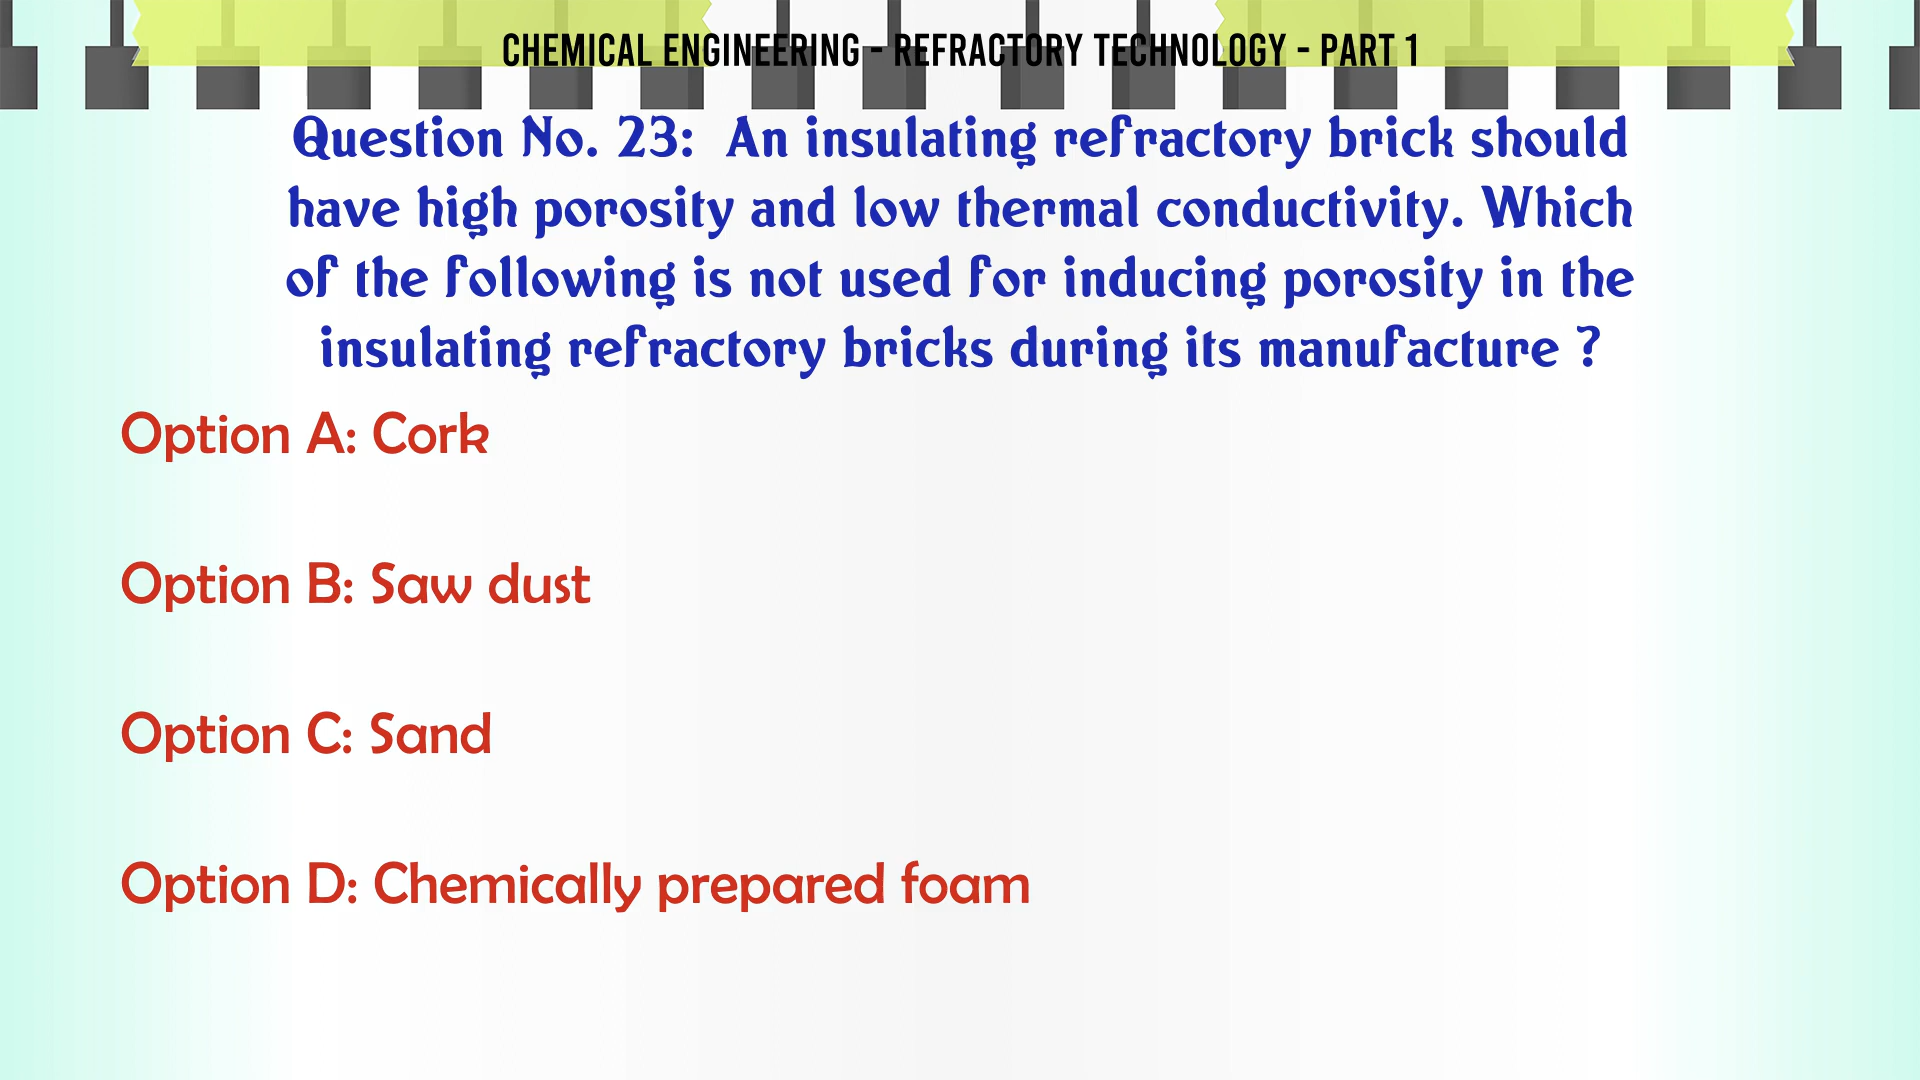 CHEMICAL ENGINEERING - REFRACTORY TECHNOLOGY - PART 1
Question No. 23:  An insulating refractory brick should
have high porosity and low thermal conductivity. Which
of the following is not used for inducing porosity in the
insulating refractory bricks during its manufacture ?
Option A: Cork
Option B: Saw dust
Option C: Sand
Option D: Chemically prepared foam